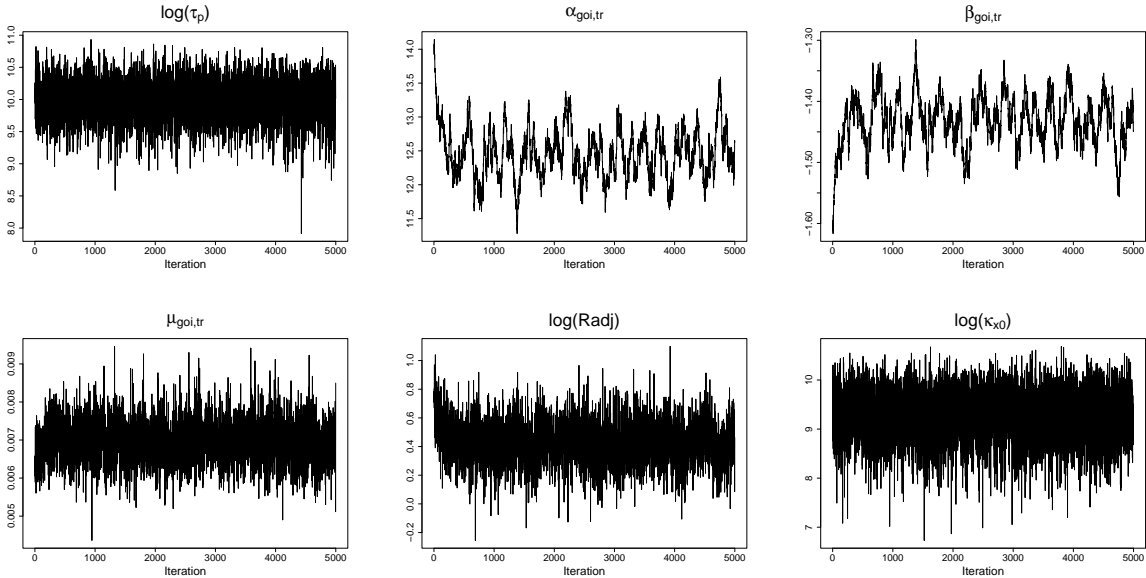 log(τp) αgoi,tr βgoi,tr
11.0
10.5
10.0
9.5
9.0
8.5
8.0
0 1000 2000 3000 4000 5000
Iteration
14.0
13.5
13.0
12.5
12.0
11.5
0 1000 2000 3000 4000 5000
Iteration
−1.30
−1.40
−1.50
−1.60
0 1000 2000 3000 4000 5000
Iteration
μgoi,tr log(Radj) log(κx0)
0.009
0.008
0.007
0.006
0.005
0 1000 2000 3000 4000 5000
Iteration
1.0
0.8
0.6
0.4
0.2
0.0
−0.2
0 1000 2000 3000 4000 5000
Iteration
10
9
8
7
0 1000 2000 3000 4000 5000
Iteration